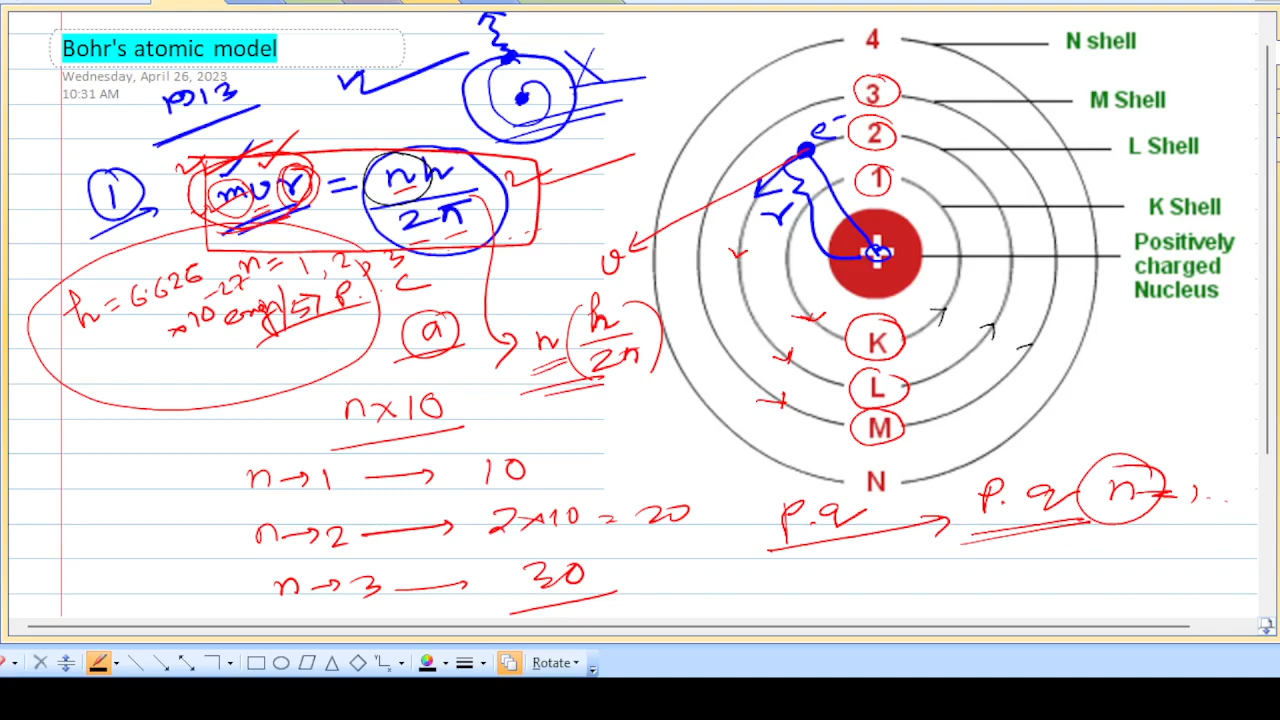 Bohr's atomic model
Wednesday, April 26, 2023
10:31 AM
1913
① mvr = nh/2π
n = 1, 2, 3
h = 6.626
×10⁻²⁷ erg/s
P. C
a
n(h/2π)
n×10
n→1 → 10
n→2 → 2×10 = 20
n→3 → 30
4
N shell
3
M Shell
e⁻
2
L Shell
1
K Shell
r
v
+
Positively
charged
Nucleus
K
L
M
N
P.q → P.q n = 1...
Rotate